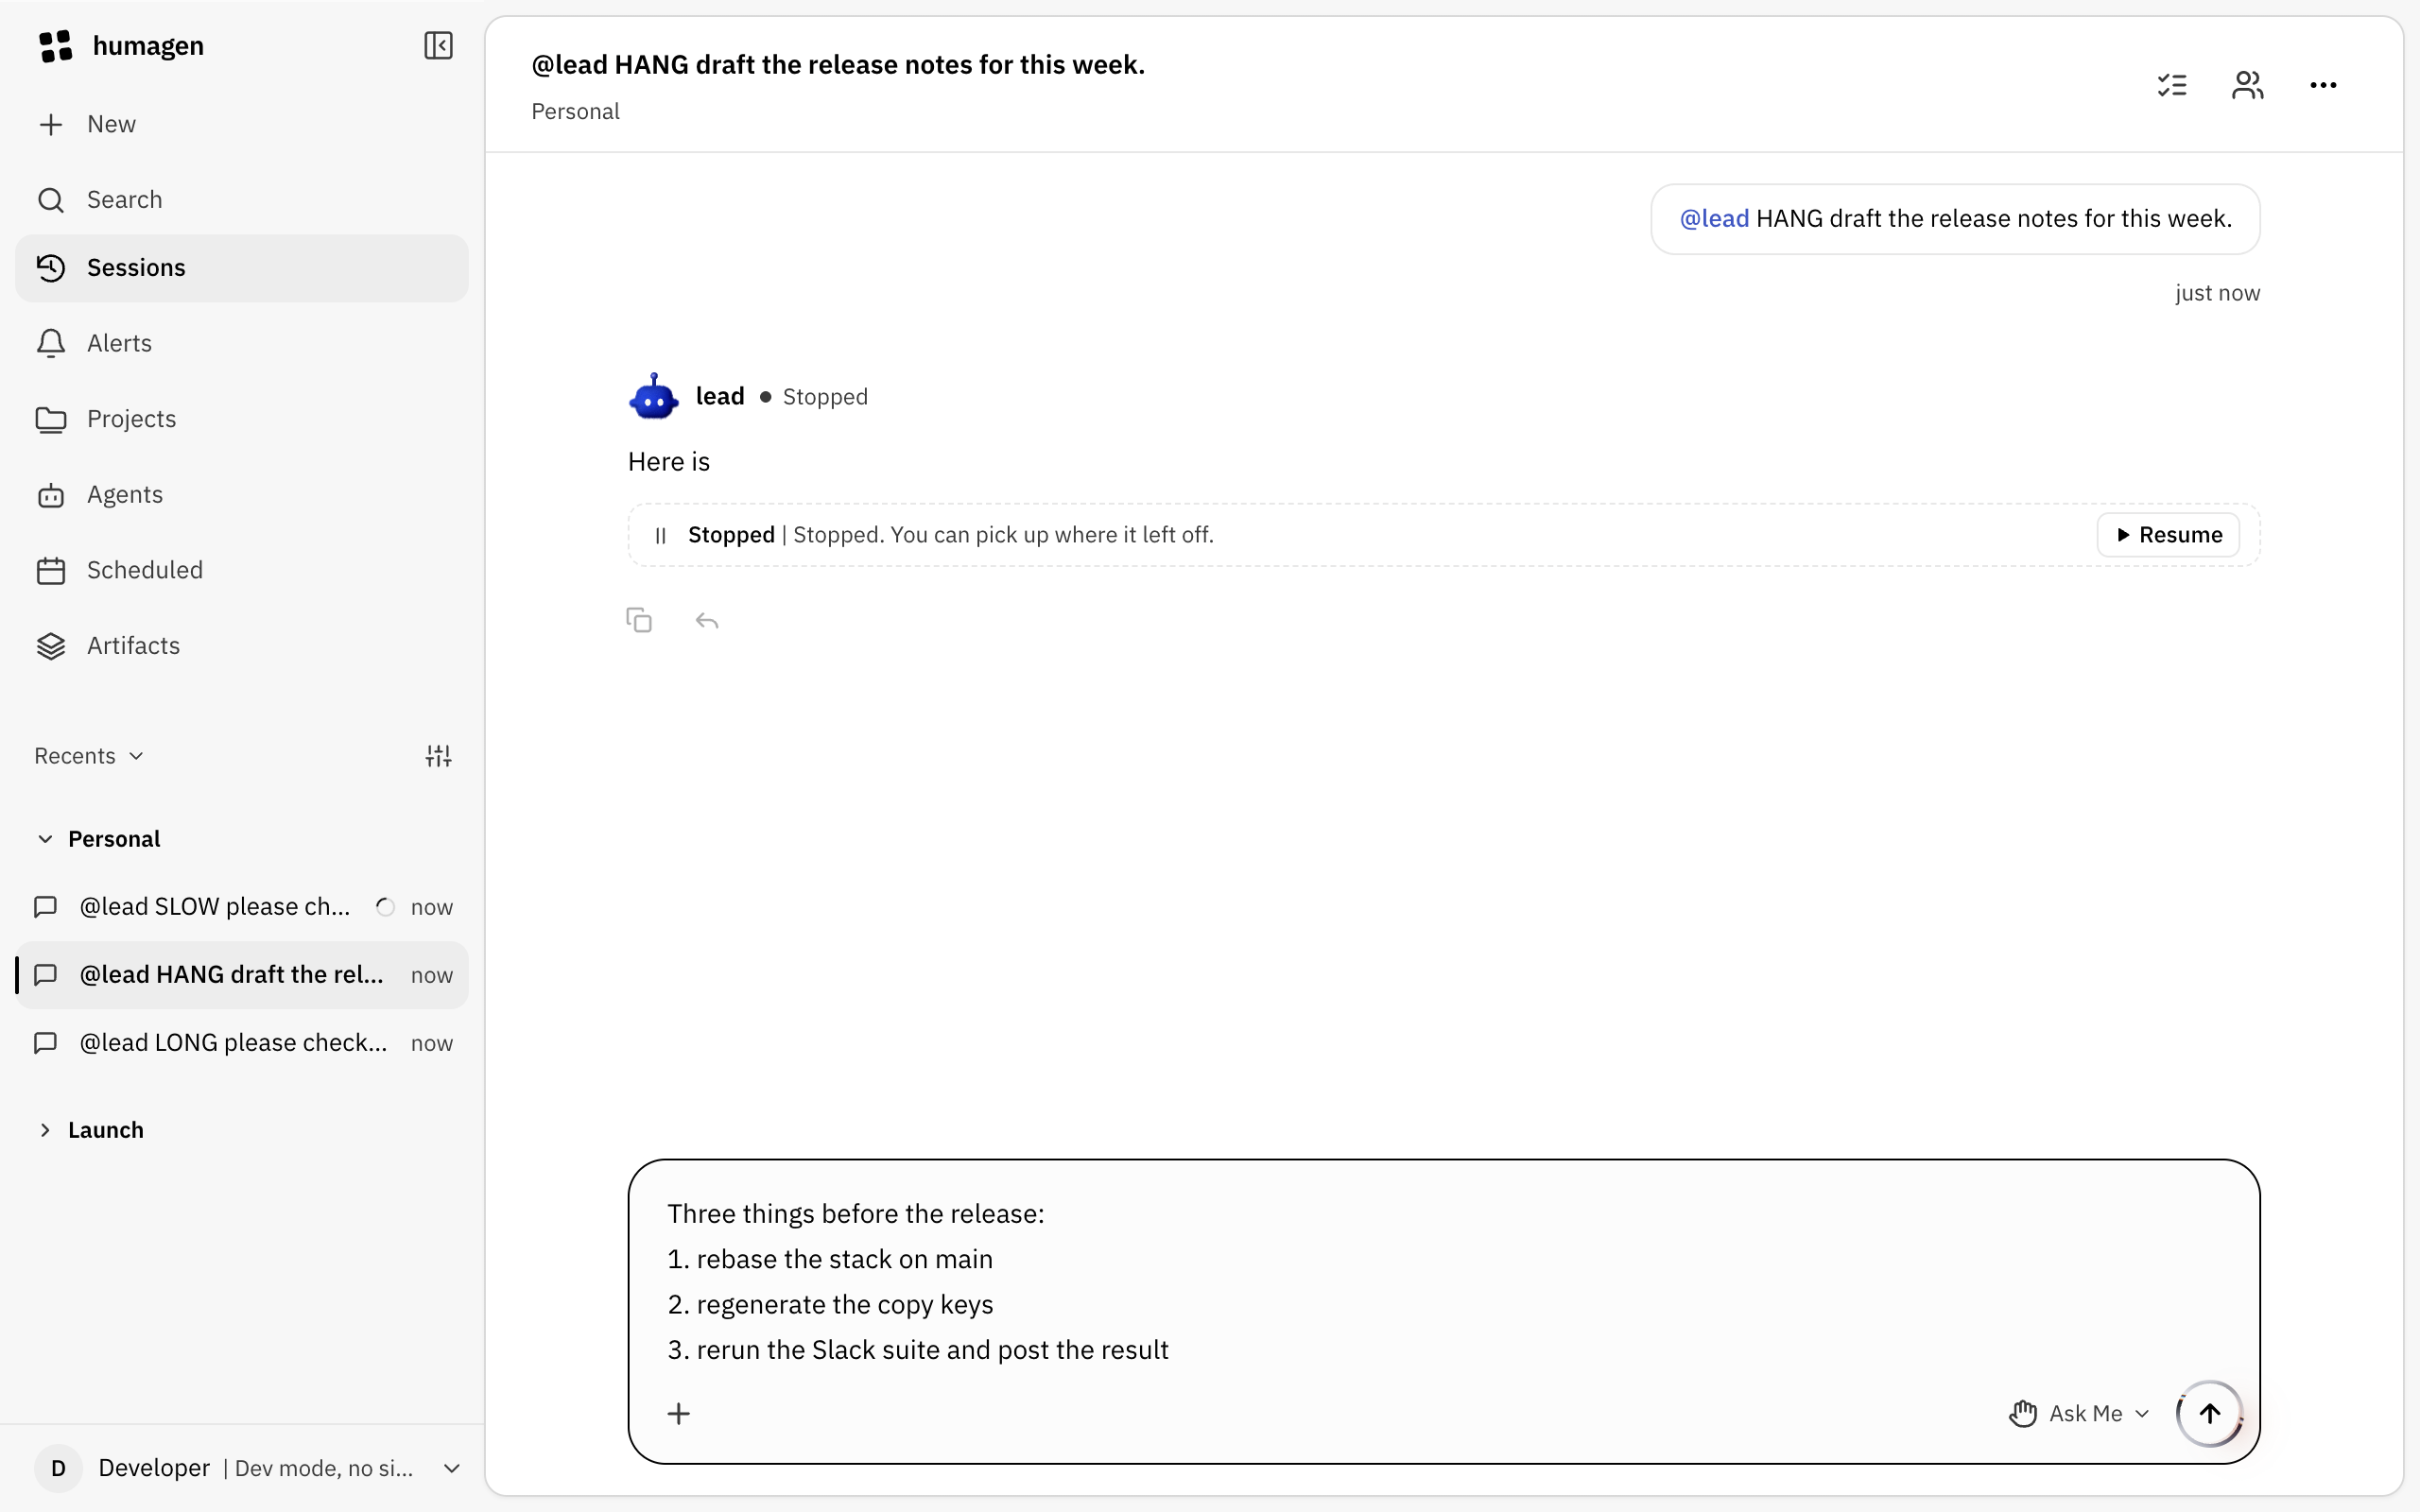 humagen
New
Search
Sessions
Alerts
Projects
Agents
Scheduled
Artifacts
Recents
Personal
@lead SLOW please ch... now
@lead HANG draft the rel... now
@lead LONG please check... now
Launch
D Developer | Dev mode, no si...
@lead HANG draft the release notes for this week.
Personal
@lead HANG draft the release notes for this week.
just now
lead ● Stopped
Here is
Stopped | Stopped. You can pick up where it left off. Resume
Three things before the release:
1. rebase the stack on main
2. regenerate the copy keys
3. rerun the Slack suite and post the result
Ask Me